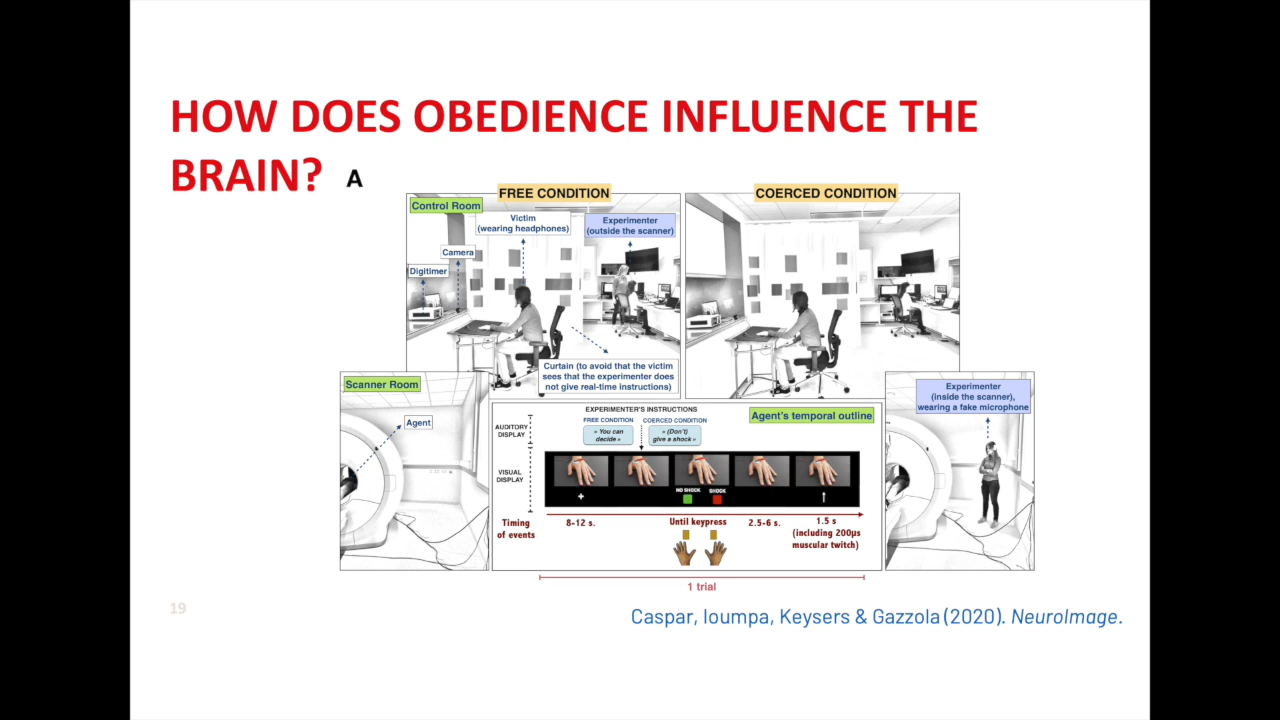 HOW DOES OBEDIENCE INFLUENCE THE
BRAIN?
A
FREE CONDITION
COERCED CONDITION
Control Room
Victim
(wearing headphones)
Experimenter
(outside the scanner)
Camera
Digitimer
Curtain (to avoid that the victim
sees that the experimenter does
not give real-time instructions)
Scanner Room
Agent
Experimenter
(inside the scanner),
wearing a fake microphone
EXPERIMENTER'S INSTRUCTIONS
Agent's temporal outline
FREE CONDITION
COERCED CONDITION
AUDITORY
DISPLAY
« You can
decide »
« (Don't)
give a shock »
VISUAL
DISPLAY
NO SHOCK
SHOCK
Timing
of events
8-12 s.
Until keypress
2.5-6 s.
1.5 s
(including 200µs
muscular twitch)
1 trial
19
Caspar, Ioumpa, Keysers & Gazzola (2020). NeuroImage.